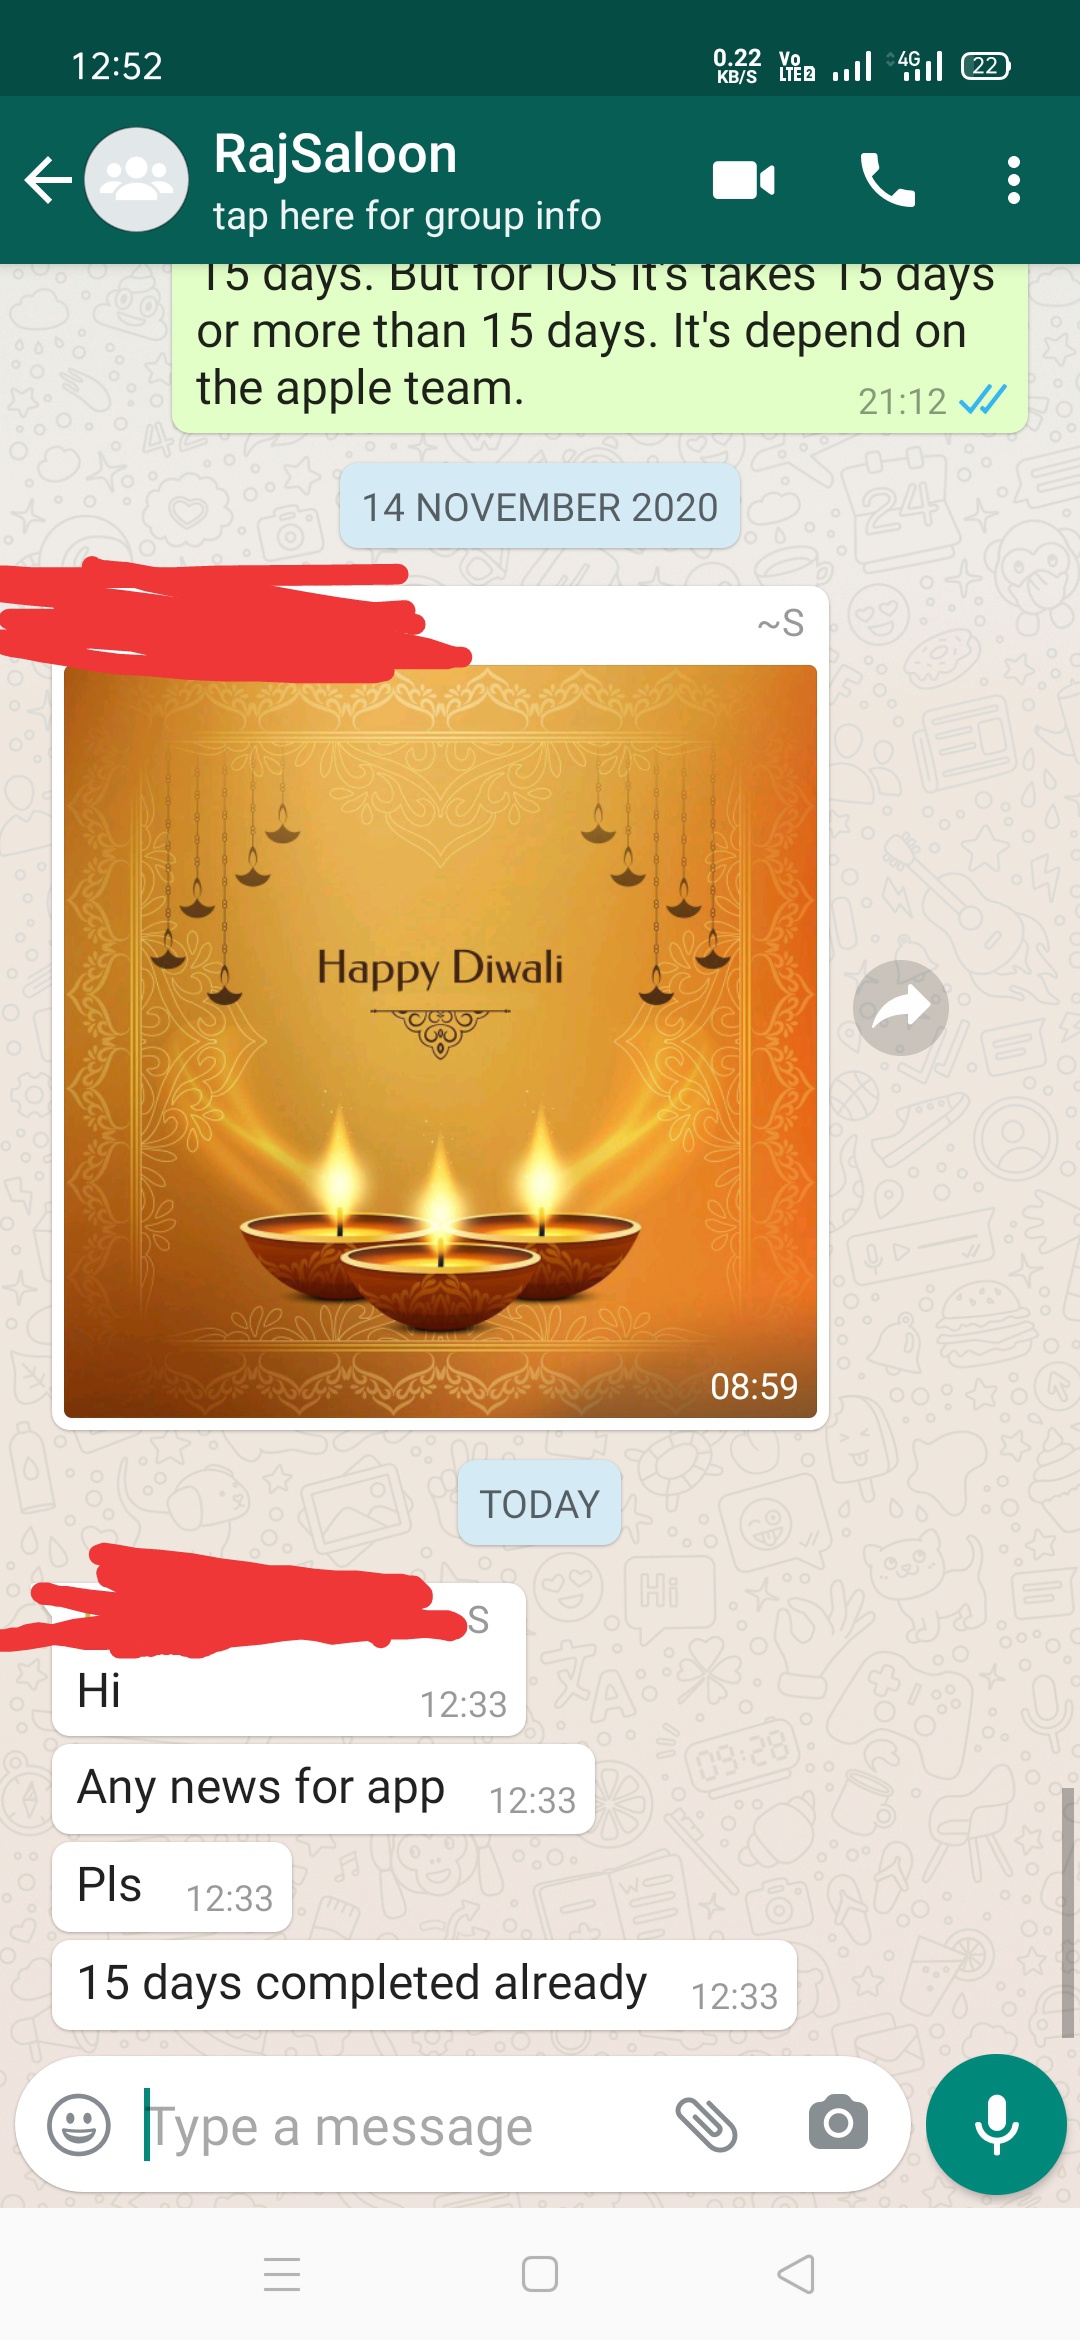 12:52
0.22
KB/S
Vo
LTE 2
4G
22
RajSaloon
tap here for group info
15 days. But for iOS it's takes 15 days
or more than 15 days. It's depend on
the apple team.
21:12
14 NOVEMBER 2020
~S
Happy Diwali
08:59
TODAY
S
Hi
12:33
Any news for app 12:33
Pls 12:33
15 days completed already 12:33
Type a message